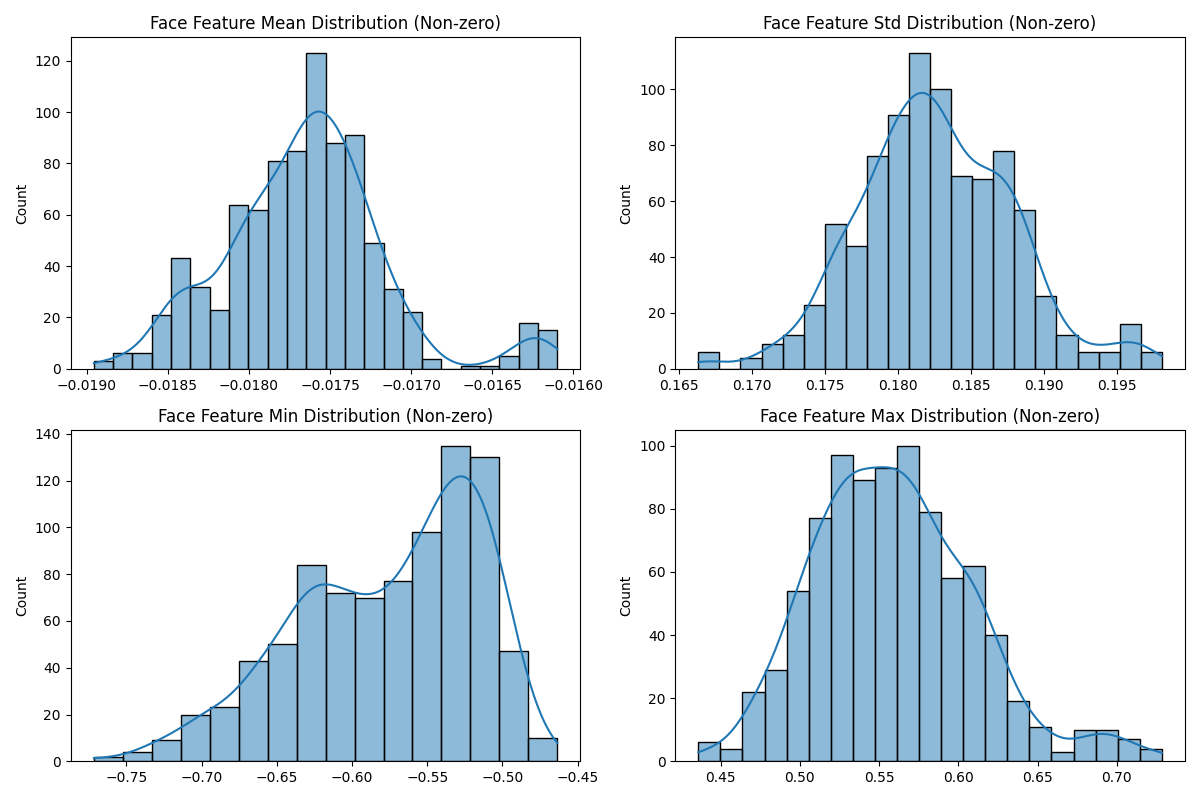 Face Feature Mean Distribution (Non-zero)
Count
120
100
80
60
40
20
0
−0.0190 −0.0185 −0.0180 −0.0175 −0.0170 −0.0165 −0.0160
Face Feature Std Distribution (Non-zero)
Count
100
80
60
40
20
0
0.165 0.170 0.175 0.180 0.185 0.190 0.195
Face Feature Min Distribution (Non-zero)
Count
140
120
100
80
60
40
20
0
−0.75 −0.70 −0.65 −0.60 −0.55 −0.50 −0.45
Face Feature Max Distribution (Non-zero)
Count
100
80
60
40
20
0
0.45 0.50 0.55 0.60 0.65 0.70